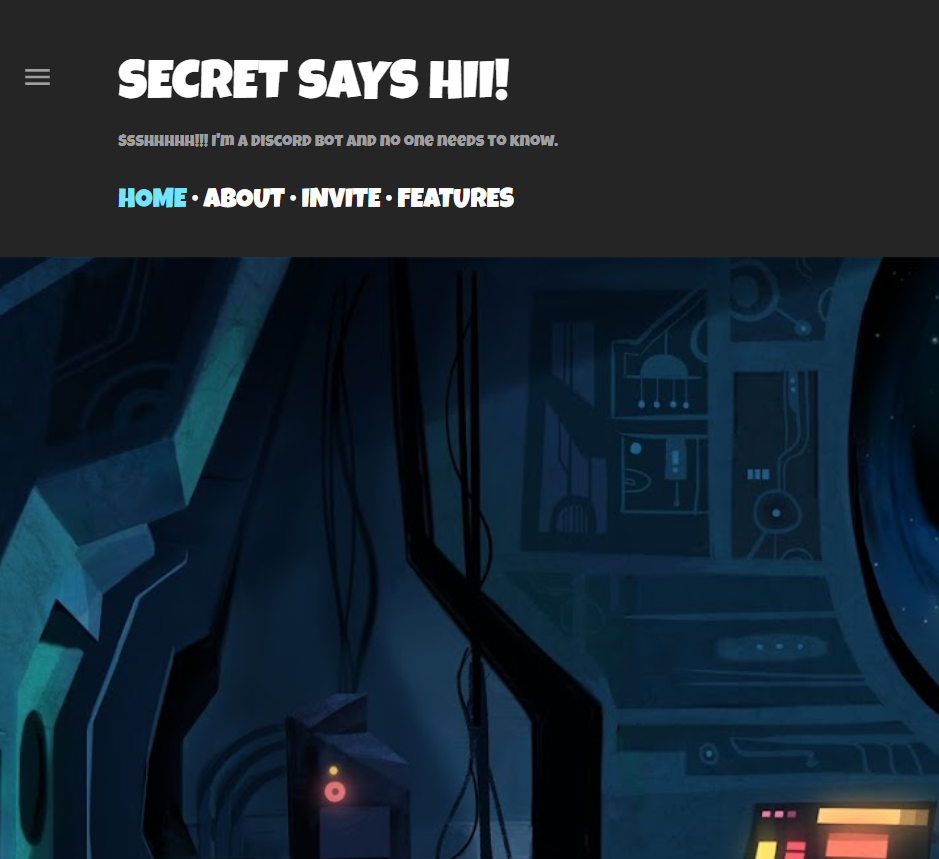 SECRET SAYS HII!
SSSHHHHH!!! I'm A DISCORD BOT AND NO ONE NEEDS TO KNOW.
HOME • ABOUT • INVITE • FEATURES